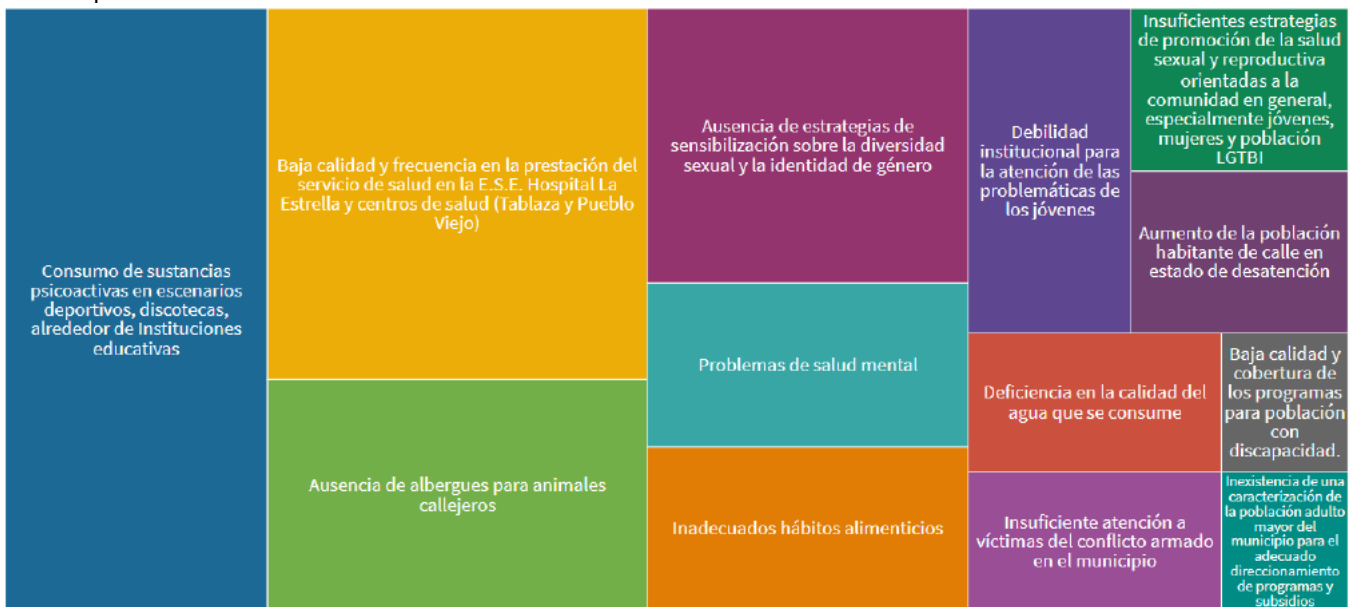 Consumo de sustancias
psicoactivas en escenarios
deportivos, discotecas,
alrededor de Instituciones
educativas
Baja calidad y frecuencia en la prestación del
servicio de salud en la E.S.E. Hospital La
Estrella y centros de salud (Tablaza y Pueblo
Viejo)
Ausencia de albergues para animales
callejeros
Ausencia de estrategias de
sensibilización sobre la diversidad
sexual y la identidad de género
Problemas de salud mental
Inadecuados hábitos alimenticios
Debilidad
institucional para
la atención de las
problemáticas de
los jóvenes
Insuficientes estrategias
de promoción de la salud
sexual y reproductiva
orientadas a la
comunidad en general,
especialmente jóvenes,
mujeres y población
LGTBI
Aumento de la población
habitante de calle en
estado de desatención
Deficiencia en la calidad del
agua que se consume
Baja calidad y
cobertura de
los programas
para población
con
discapacidad.
Insuficiente atención a
víctimas del conflicto armado
en el municipio
Inexistencia de una
caracterización de
la población adulto
mayor del
municipio para el
adecuado
direccionamiento
de programas y
subsidios